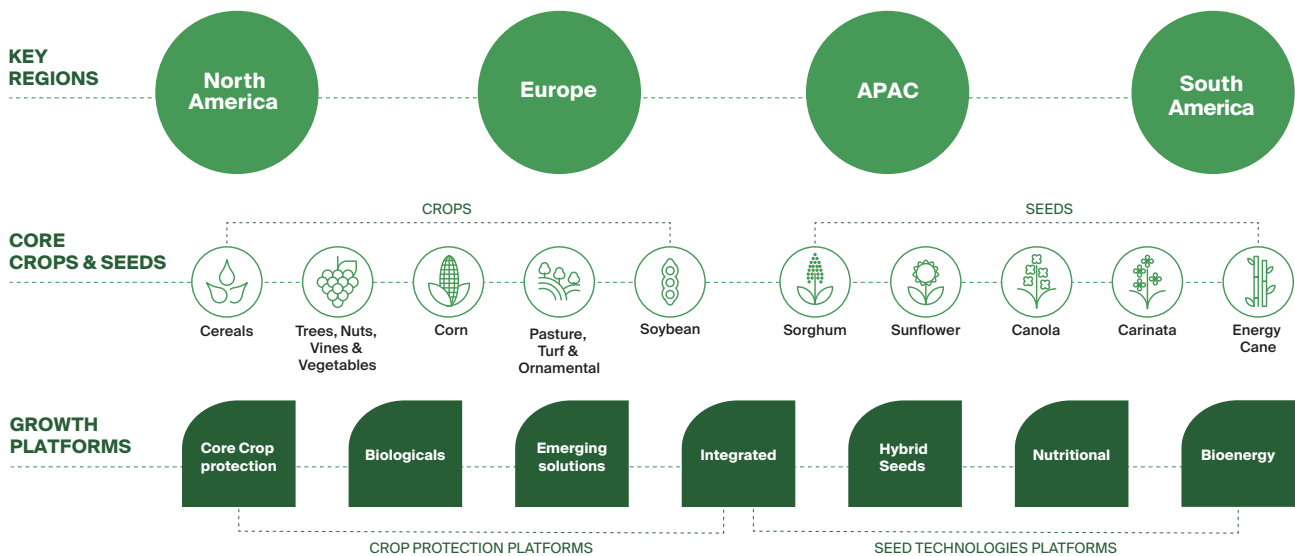 KEY
REGIONS
North
America
Europe
APAC
South
America
CROPS
SEEDS
CORE
CROPS & SEEDS
Cereals
Trees, Nuts,
Vines &
Vegetables
Corn
Pasture,
Turf &
Ornamental
Soybean
Sorghum
Sunflower
Canola
Carinata
Energy
Cane
GROWTH
PLATFORMS
Core Crop
protection
Biologicals
Emerging
solutions
Integrated
Hybrid
Seeds
Nutritional
Bioenergy
CROP PROTECTION PLATFORMS
SEED TECHNOLOGIES PLATFORMS